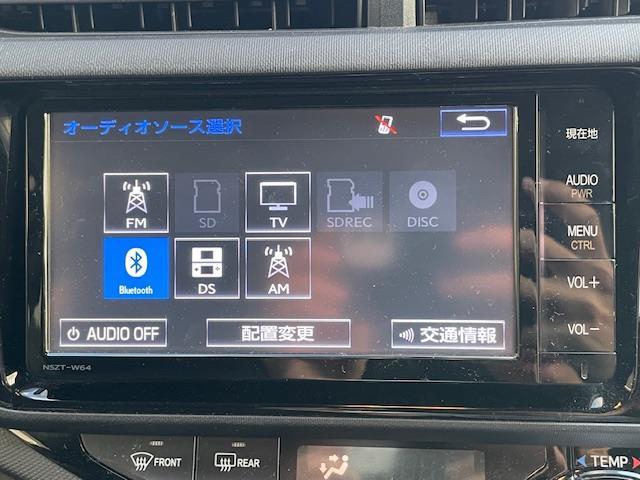 オーディオソース選択
現在地
FM
SD
TV
SDREC
DISC
AUDIO
PWR
Bluetooth
DS
AM
MENU
CTRL
VOL+
AUDIO OFF
配置変更
交通情報
VOL−
NSZT-W64
FRONT
REAR
TEMP